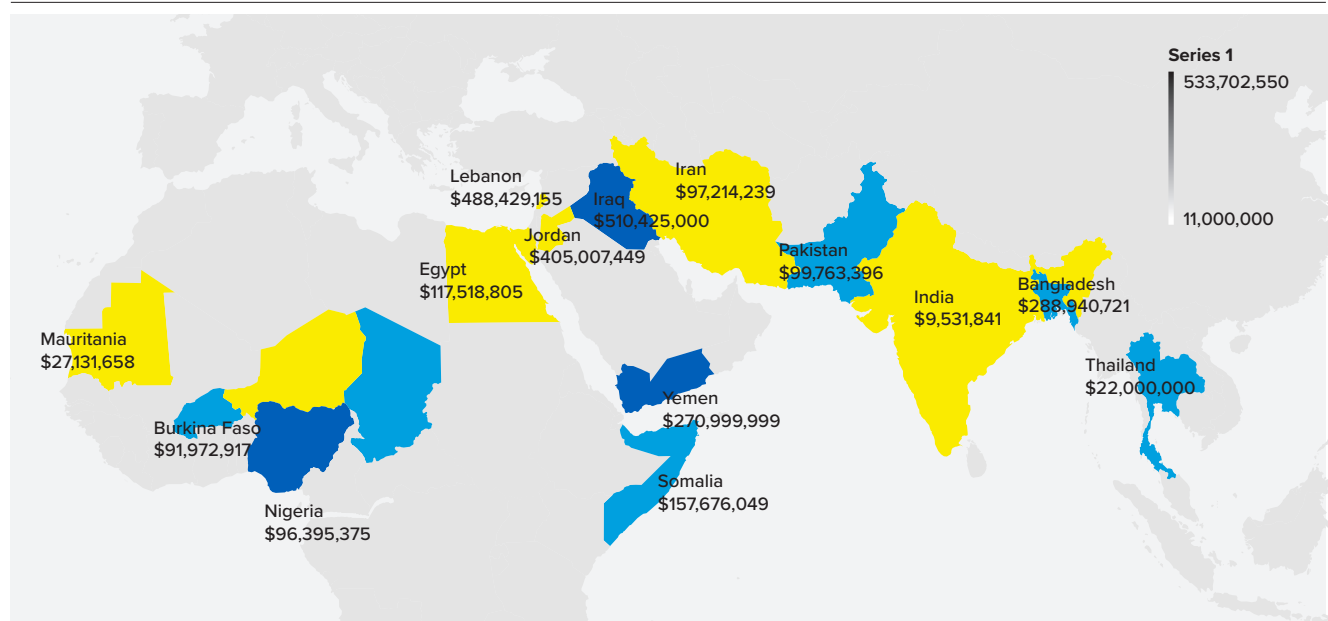 Series 1
533,702,550
11,000,000
Lebanon
$488,429,155
Iraq
$510,425,000
Iran
$97,214,239
Jordan
$405,007,449
Egypt
$117,518,805
Pakistan
$99,763,396
India
$9,531,841
Bangladesh
$288,940,721
Mauritania
$27,131,658
Thailand
$22,000,000
Burkina Faso
$91,972,917
Yemen
$270,999,999
Somalia
$157,676,049
Nigeria
$96,395,375